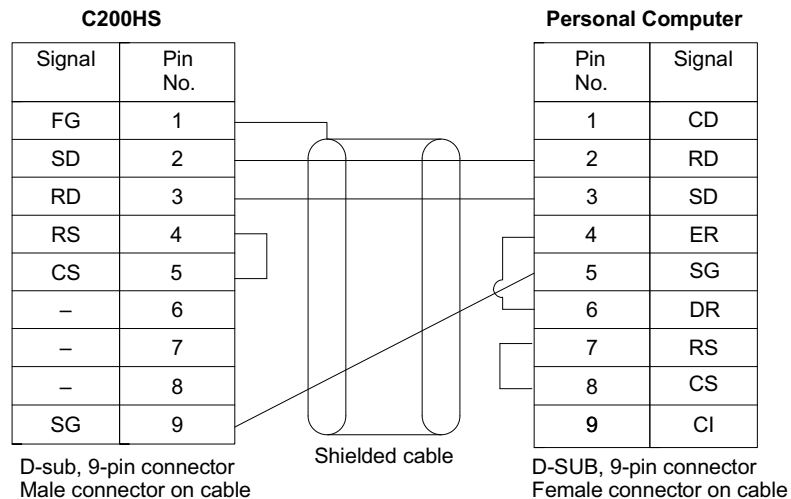 C200HS Personal Computer
Signal Pin No. Pin No. Signal
FG 1 1 CD
SD 2 2 RD
RD 3 3 SD
RS 4 4 ER
CS 5 5 SG
– 6 6 DR
– 7 7 RS
– 8 8 CS
SG 9 9 CI
Shielded cable
D-sub, 9-pin connector
Male connector on cable
D-SUB, 9-pin connector
Female connector on cable